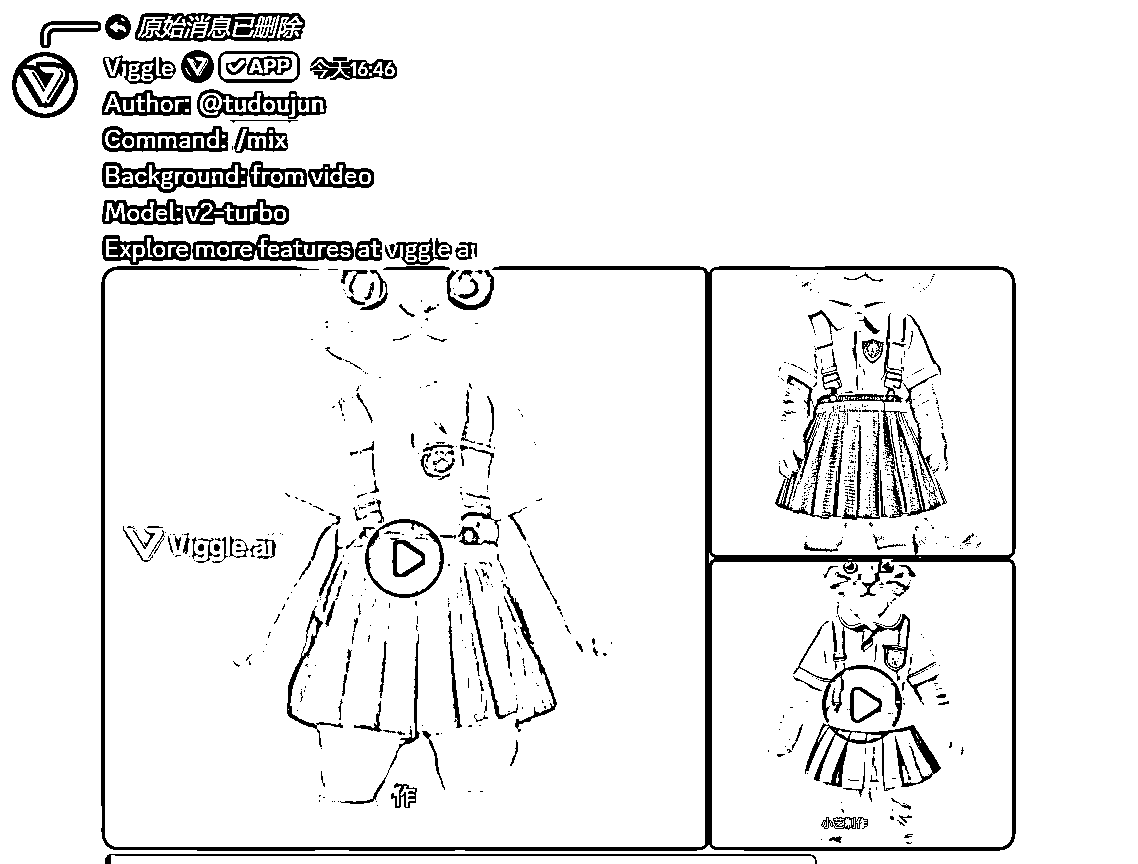 原始消息已删除
Viggle APP 今天16:46
Author: @tudoujun
Command: /mix
Background: from video
Model: v2-turbo
Explore more features at viggle ai
Viggle.ai
作
小艺制作